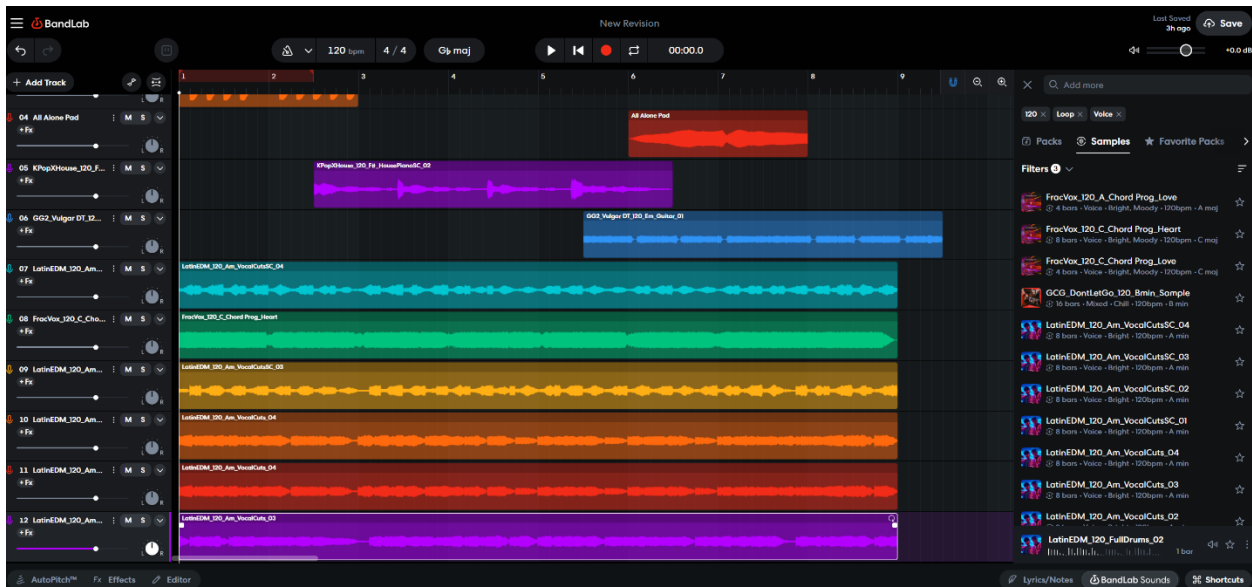 BandLab
New Revision
Last Saved
3h ago
Save
120 bpm
4 / 4
G♭ maj
00:00.0
+0.0 dB
+ Add Track
1 2 3 4 5 6 7 8 9
L R
04 All Alone Pad
M S
+Fx
L R
All Alone Pad
05 KPopXHouse_120_F...
M S
+Fx
L R
KPopXHouse_120_Fit_HousePianoSC_02
06 GG2_Vulgar DT_12...
M S
+Fx
L R
GG2_Vulgar DT_120_Em_Guitar_01
07 LatinEDM_120_Am...
M S
+Fx
L R
LatinEDM_120_Am_VocalCutsSC_04
08 FracVox_120_C_Cho...
M S
+Fx
L R
FracVox_120_C_Chord Prog_Heart
09 LatinEDM_120_Am...
M S
+Fx
L R
LatinEDM_120_Am_VocalCutsSC_03
10 LatinEDM_120_Am...
M S
+Fx
L R
LatinEDM_120_Am_VocalCuts_04
11 LatinEDM_120_Am...
M S
+Fx
L R
LatinEDM_120_Am_VocalCuts_04
12 LatinEDM_120_Am...
M S
+Fx
L R
LatinEDM_120_Am_VocalCuts_03
Add more
120 × Loop × Voice ×
Packs Samples Favorite Packs
Filters 3
FracVox_120_A_Chord Prog_Love
4 bars - Voice - Bright, Moody - 120bpm - A maj
FracVox_120_C_Chord Prog_Heart
8 bars - Voice - Bright, Moody - 120bpm - C maj
FracVox_120_C_Chord Prog_Love
4 bars - Voice - Bright, Moody - 120bpm - C maj
GCG_DontLetGo_120_Bmin_Sample
16 bars - Mixed - Chill - 120bpm - B min
LatinEDM_120_Am_VocalCutsSC_04
8 bars - Voice - Bright - 120bpm - A min
LatinEDM_120_Am_VocalCutsSC_03
8 bars - Voice - Bright - 120bpm - A min
LatinEDM_120_Am_VocalCutsSC_02
8 bars - Voice - Bright - 120bpm - A min
LatinEDM_120_Am_VocalCutsSC_01
8 bars - Voice - Bright - 120bpm - A min
LatinEDM_120_Am_VocalCuts_04
8 bars - Voice - Bright - 120bpm - A min
LatinEDM_120_Am_VocalCuts_03
8 bars - Voice - Bright - 120bpm - A min
LatinEDM_120_Am_VocalCuts_02
LatinEDM_120_FullDrums_02
1 bar
AutoPitch™ Fx Effects Editor
Lyrics/Notes BandLab Sounds Shortcuts